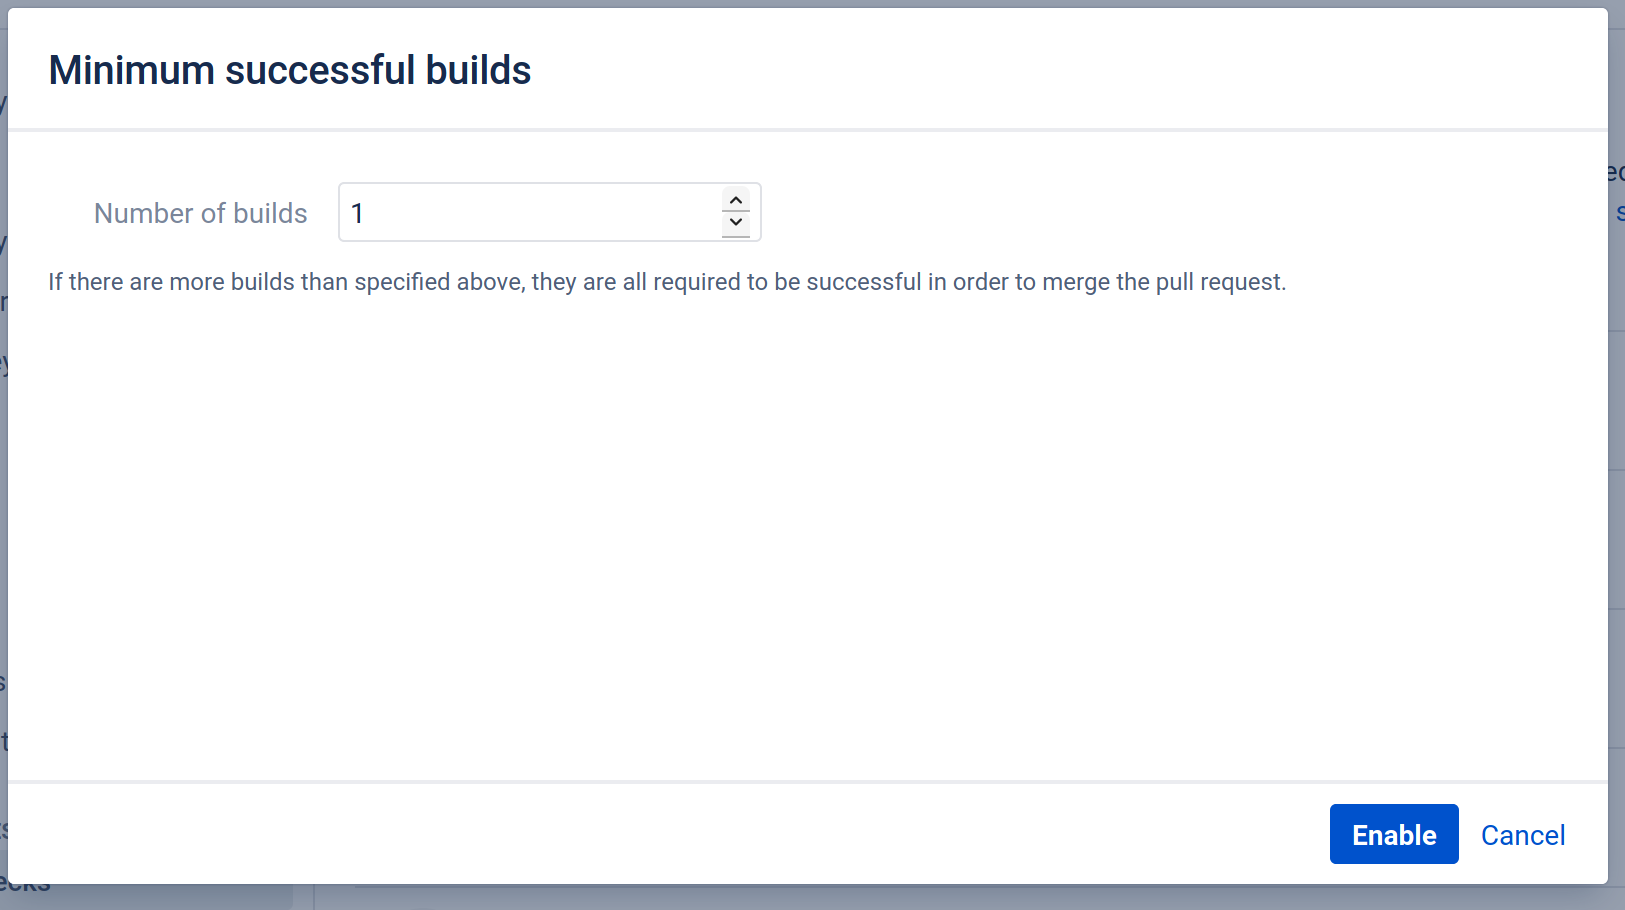 Minimum successful builds
Number of builds
1
If there are more builds than specified above, they are all required to be successful in order to merge the pull request.
Enable
Cancel